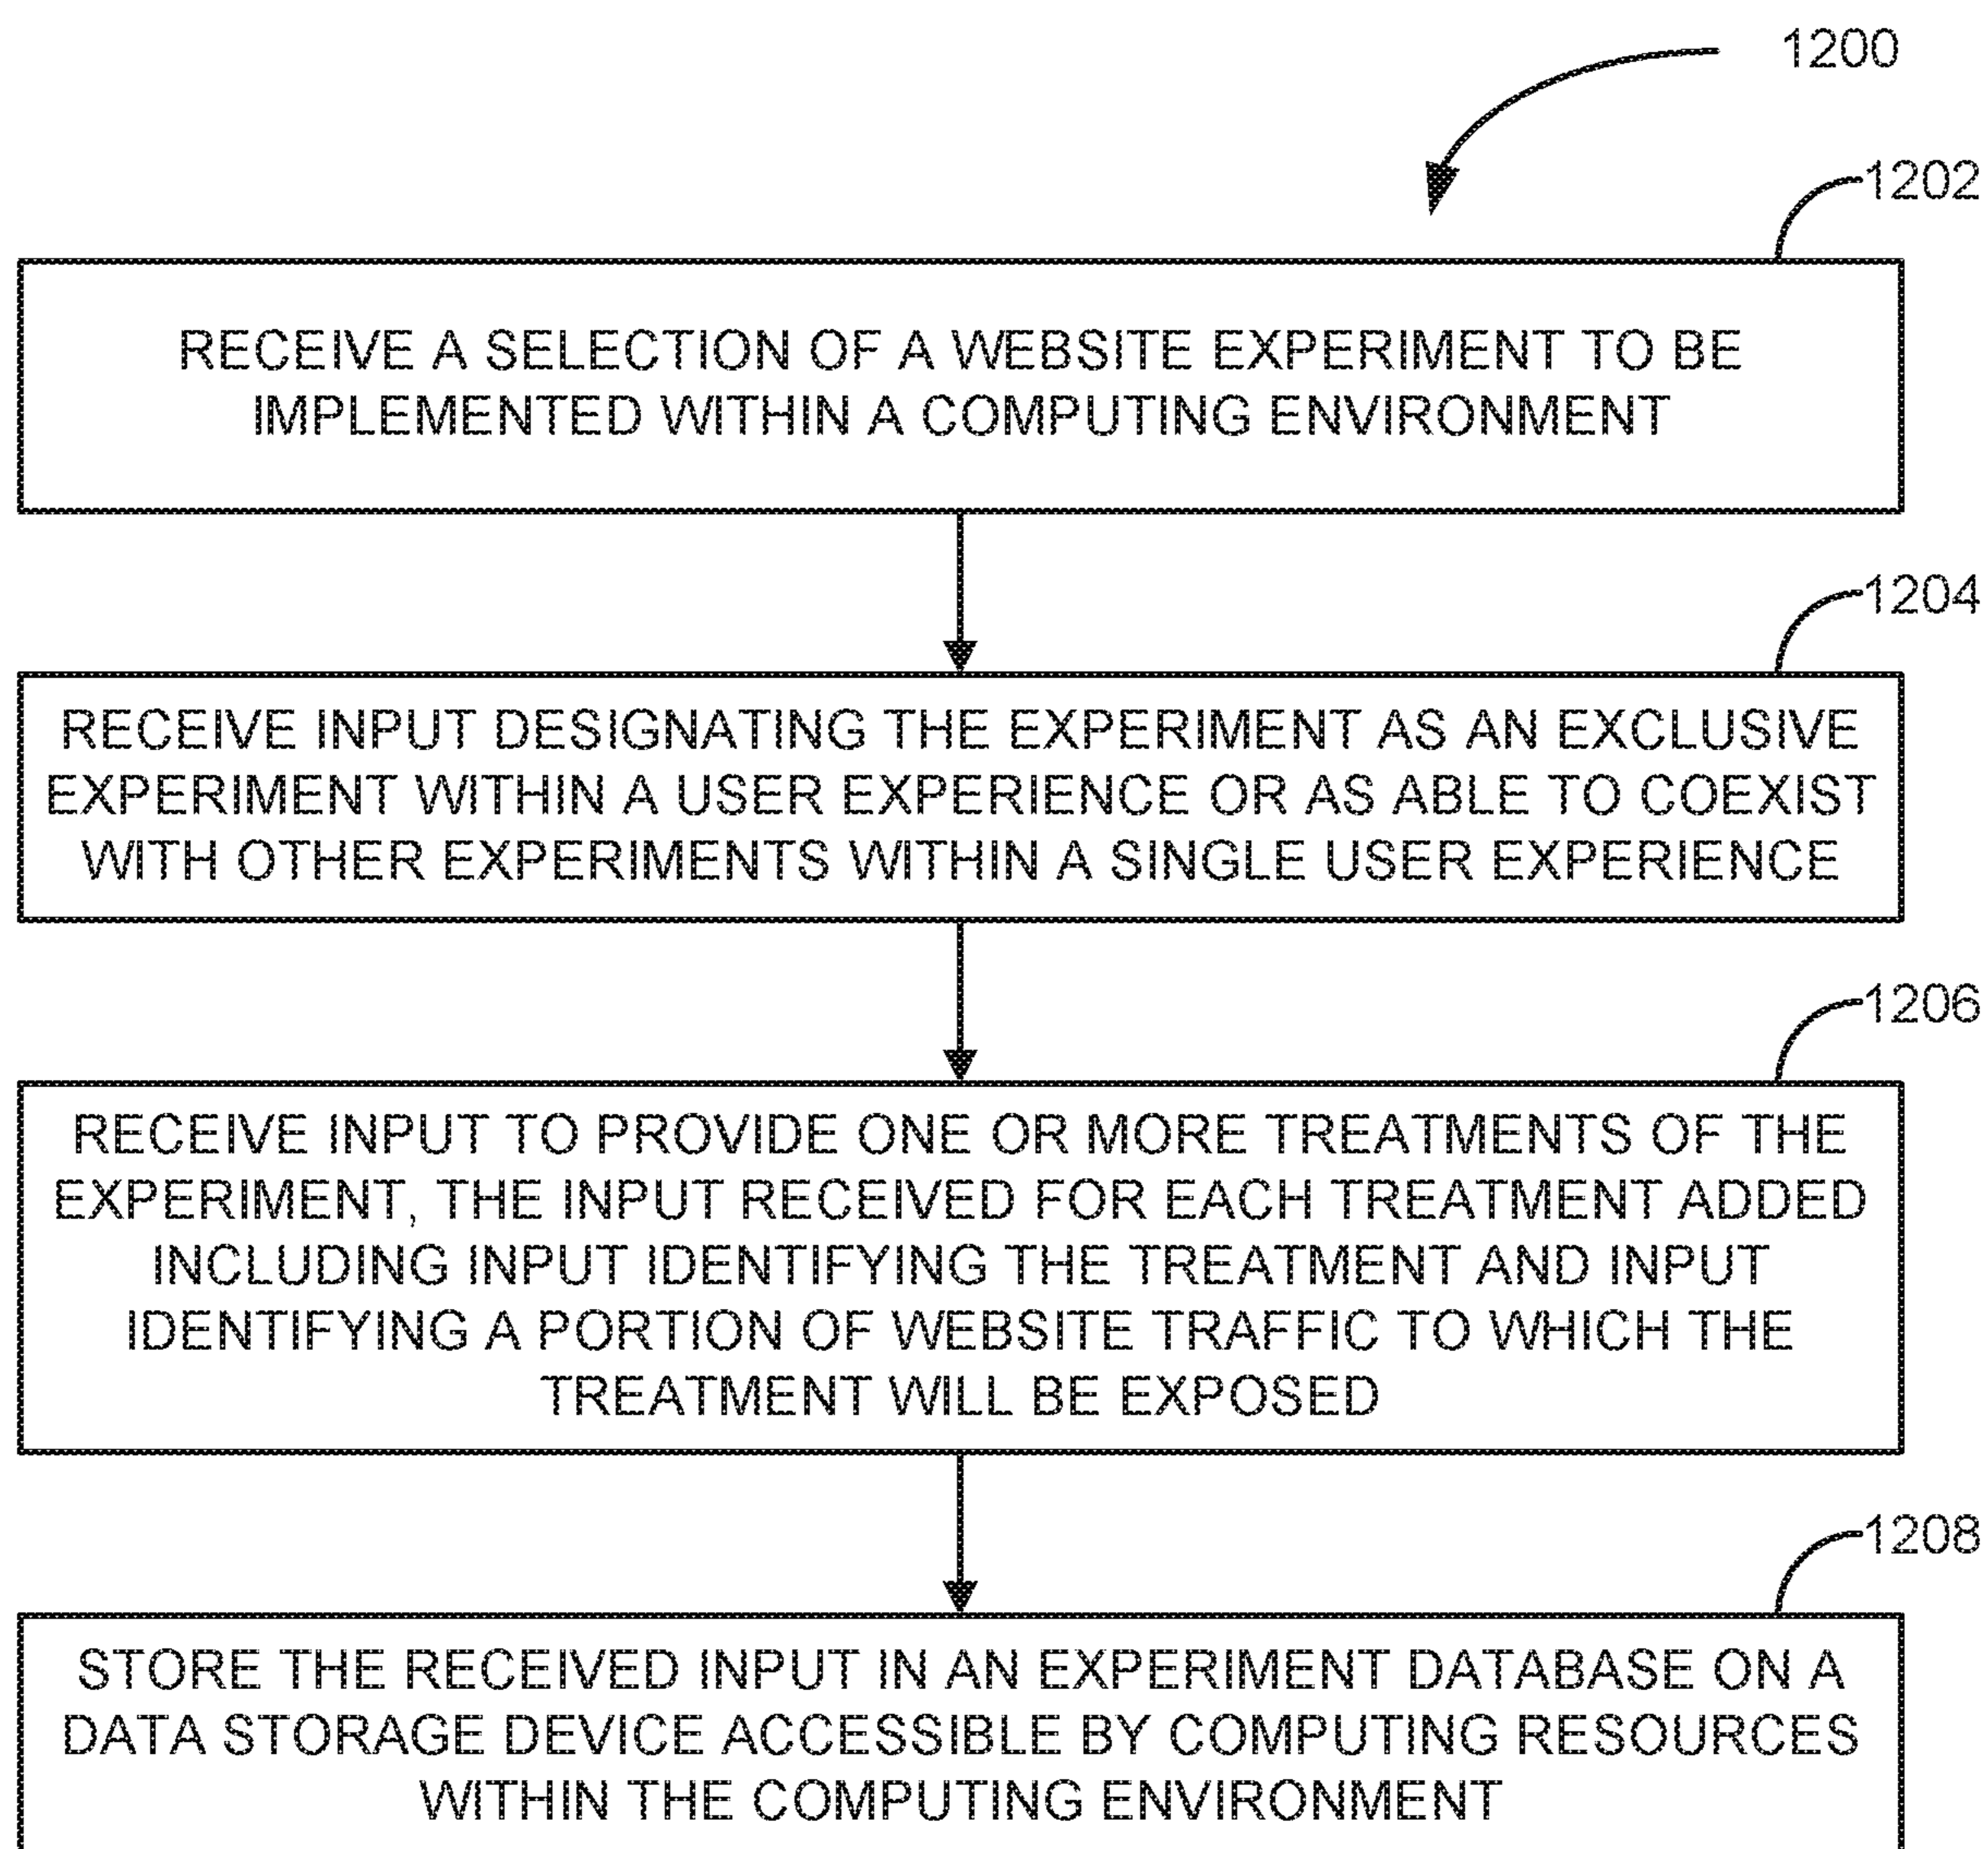 1200
1202
RECEIVE A SELECTION OF A WEBSITE EXPERIMENT TO BE
IMPLEMENTED WITHIN A COMPUTING ENVIRONMENT
1204
RECEIVE INPUT DESIGNATING THE EXPERIMENT AS AN EXCLUSIVE
EXPERIMENT WITHIN A USER EXPERIENCE OR AS ABLE TO COEXIST
WITH OTHER EXPERIMENTS WITHIN A SINGLE USER EXPERIENCE
1206
RECEIVE INPUT TO PROVIDE ONE OR MORE TREATMENTS OF THE
EXPERIMENT, THE INPUT RECEIVED FOR EACH TREATMENT ADDED
INCLUDING INPUT IDENTIFYING THE TREATMENT AND INPUT
IDENTIFYING A PORTION OF WEBSITE TRAFFIC TO WHICH THE
TREATMENT WILL BE EXPOSED
1208
STORE THE RECEIVED INPUT IN AN EXPERIMENT DATABASE ON A
DATA STORAGE DEVICE ACCESSIBLE BY COMPUTING RESOURCES
WITHIN THE COMPUTING ENVIRONMENT